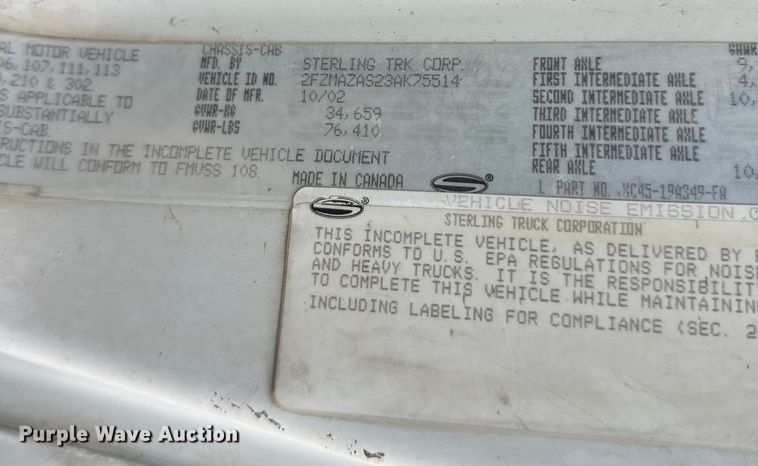 AL MOTOR VEHICLE
06, 107, 111, 113
, 210 & 302
S APPLICABLE TO
SUBSTANTIALLY
S-CAB
RUCTIONS IN THE INCOMPLETE VEHICLE DOCUMENT
CLE WILL CONFORM TO FMVSS 108.
CHASSIS-CAB
MFD. BY STERLING TRK CORP.
VEHICLE ID NO. 2FZMAZAS23AK75514
DATE OF MFR. 10/02
GVWR-KG 34,659
GVWR-LBS 76,410
MADE IN CANADA
GAWR
FRONT AXLE 9,
FIRST INTERMEDIATE AXLE 4,
SECOND INTERMEDIATE AXLE 10,
THIRD INTERMEDIATE AXLE
FOURTH INTERMEDIATE AXLE
FIFTH INTERMEDIATE AXLE
REAR AXLE 10,
PART NO. XC45-19A349-FA
VEHICLE NOISE EMISSION
STERLING TRUCK CORPORATION
THIS INCOMPLETE VEHICLE, AS DELIVERED BY
CONFORMS TO U.S. EPA REGULATIONS FOR NOISE
AND HEAVY TRUCKS. IT IS THE RESPONSIBILIT
TO COMPLETE THIS VEHICLE WHILE MAINTAININ
INCLUDING LABELING FOR COMPLIANCE (SEC. 2
Purple Wave Auction